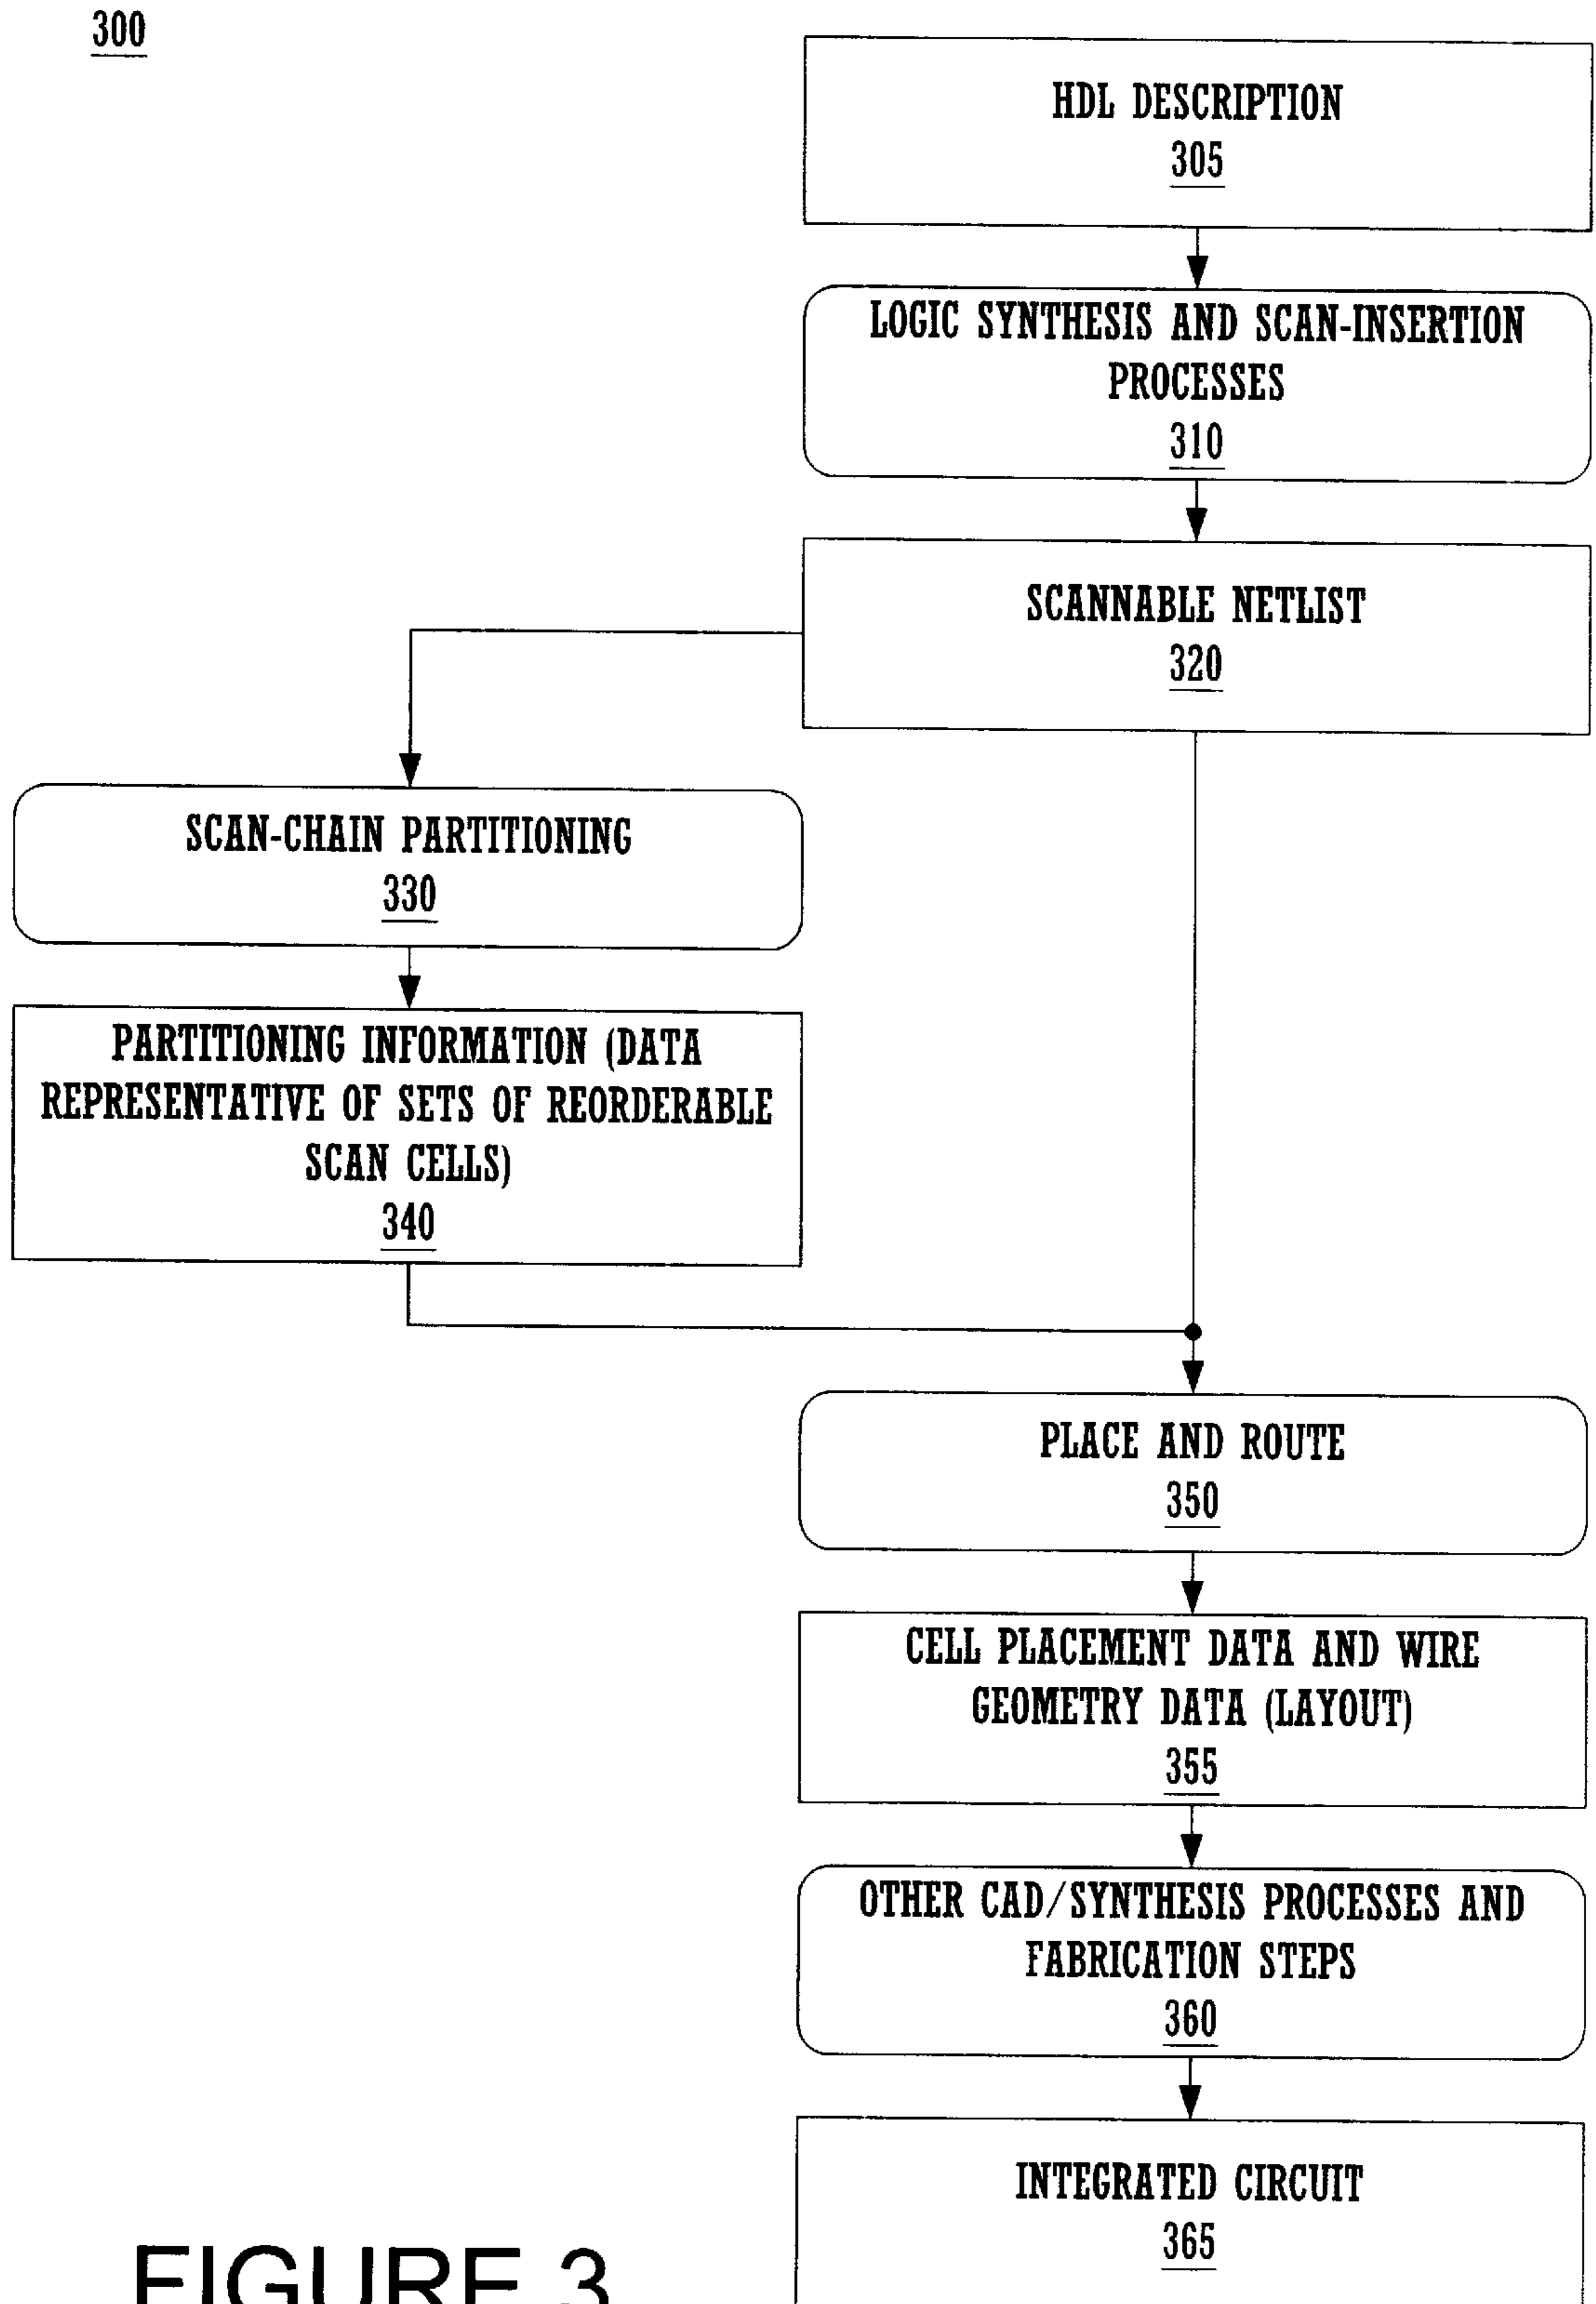 300
HDL DESCRIPTION
305
LOGIC SYNTHESIS AND SCAN-INSERTION
PROCESSES
310
SCANNABLE NETLIST
320
SCAN-CHAIN PARTITIONING
330
PARTITIONING INFORMATION (DATA
REPRESENTATIVE OF SETS OF REORDERABLE
SCAN CELLS)
340
PLACE AND ROUTE
350
CELL PLACEMENT DATA AND WIRE
GEOMETRY DATA (LAYOUT)
355
OTHER CAD/SYNTHESIS PROCESSES AND
FABRICATION STEPS
360
INTEGRATED CIRCUIT
365
FIGURE 3